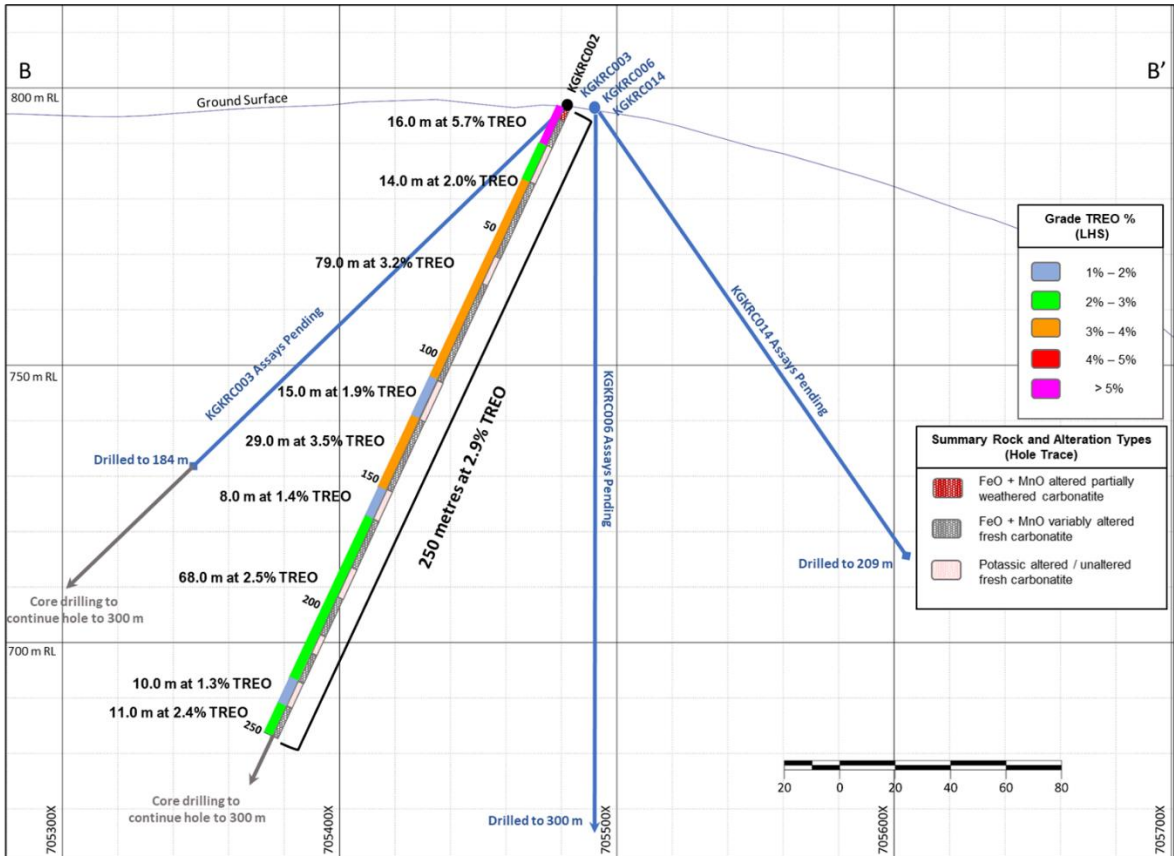 B
B’
KGKRC002
KGKRC003
KGKRC006
KGKRC014
800 m RL
Ground Surface
16.0 m at 5.7% TREO
14.0 m at 2.0% TREO
50
79.0 m at 3.2% TREO
KGKRC003 Assays Pending
KGKRC014 Assays Pending
Grade TREO %
(LHS)
1% – 2%
2% – 3%
3% – 4%
4% – 5%
> 5%
100
750 m RL
15.0 m at 1.9% TREO
29.0 m at 3.5% TREO
250 metres at 2.9% TREO
KGKRC006 Assays Pending
Drilled to 184 m
150
8.0 m at 1.4% TREO
Summary Rock and Alteration Types
(Hole Trace)
FeO + MnO altered partially
weathered carbonatite
FeO + MnO variably altered
fresh carbonatite
Potassic altered / unaltered
fresh carbonatite
Drilled to 209 m
68.0 m at 2.5% TREO
200
Core drilling to
continue hole to 300 m
700 m RL
10.0 m at 1.3% TREO
11.0 m at 2.4% TREO
250
Core drilling to
continue hole to 300 m
Drilled to 300 m
20
0
20
40
60
80
705300X
705400X
705500X
705600X
705700X